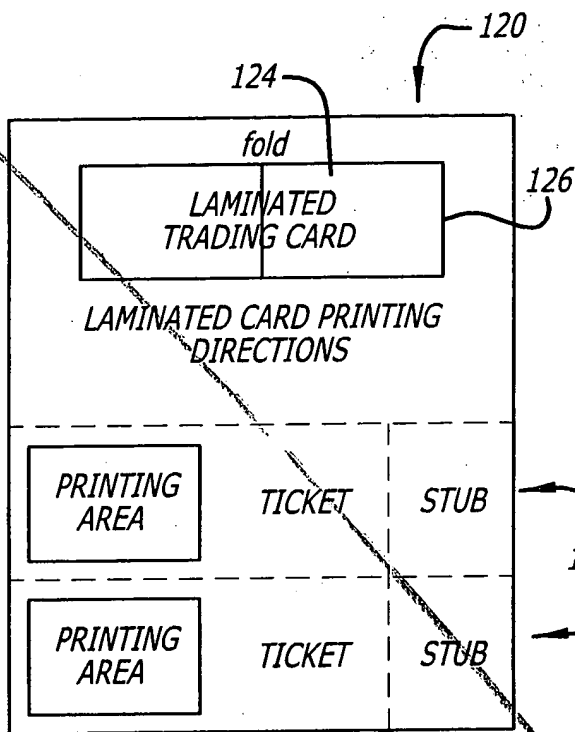 120
124
fold
126
LAMINATED
TRADING CARD
LAMINATED CARD PRINTING
DIRECTIONS
PRINTING
AREA
TICKET
STUB
PRINTING
AREA
TICKET
STUB